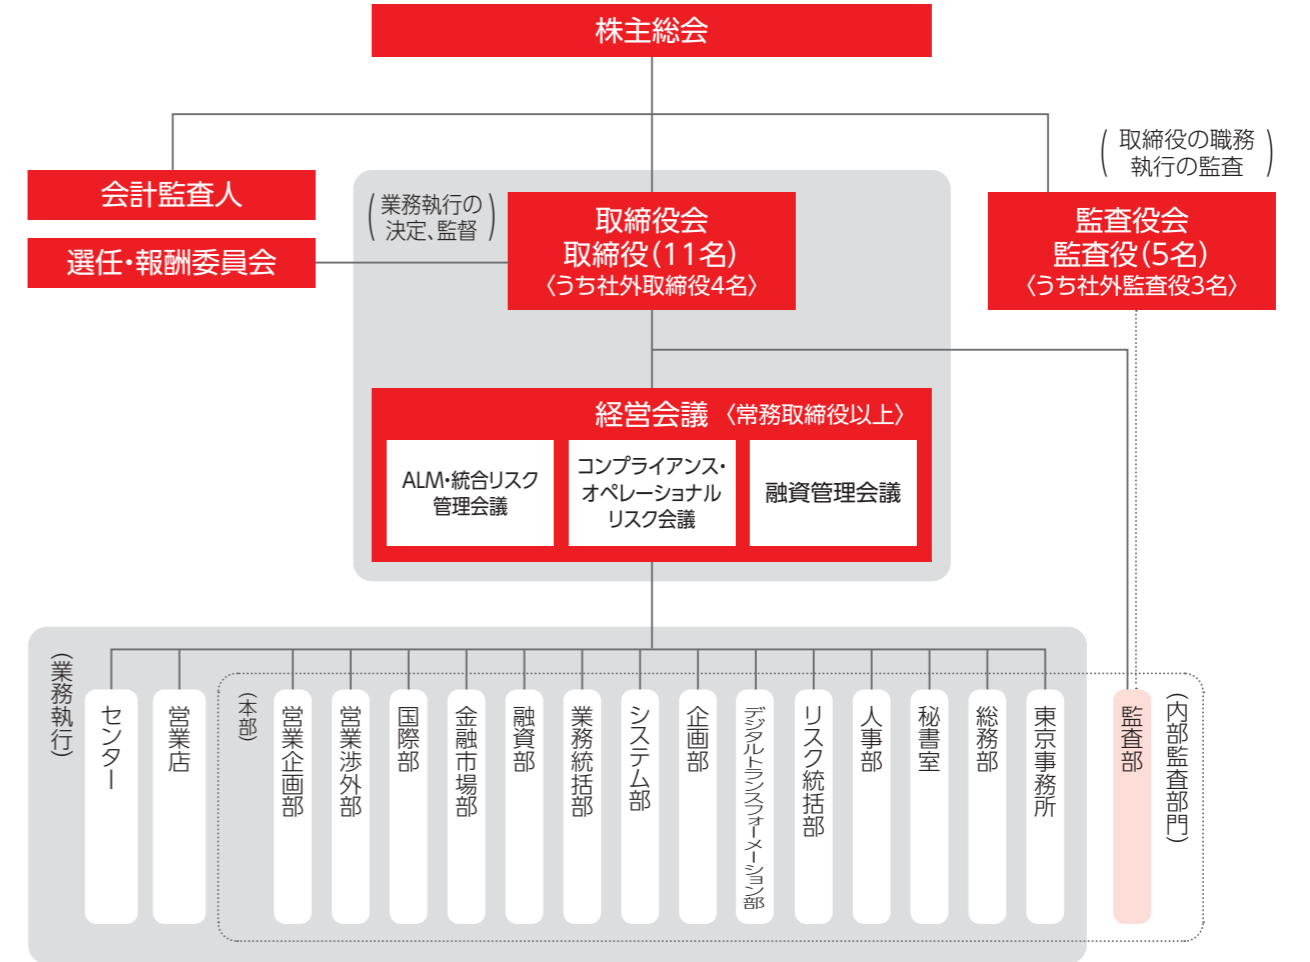 株主総会
会計監査人
選任・報酬委員会
(業務執行の
決定、監督)
取締役会
取締役(11名)
〈うち社外取締役4名〉
(取締役の職務
執行の監査)
監査役会
監査役(5名)
〈うち社外監査役3名〉
経営会議〈常務取締役以上〉
ALM・統合リスク
管理会議
コンプライアンス・
オペレーショナル
リスク会議
融資管理会議
(業務執行)
センター
営業店
(本部)
営業企画部
営業渉外部
国際部
金融市場部
融資部
業務統括部
システム部
企画部
デジタルトランスフォーメーション部
リスク統括部
人事部
秘書室
総務部
東京事務所
監査部
(内部監査部門)